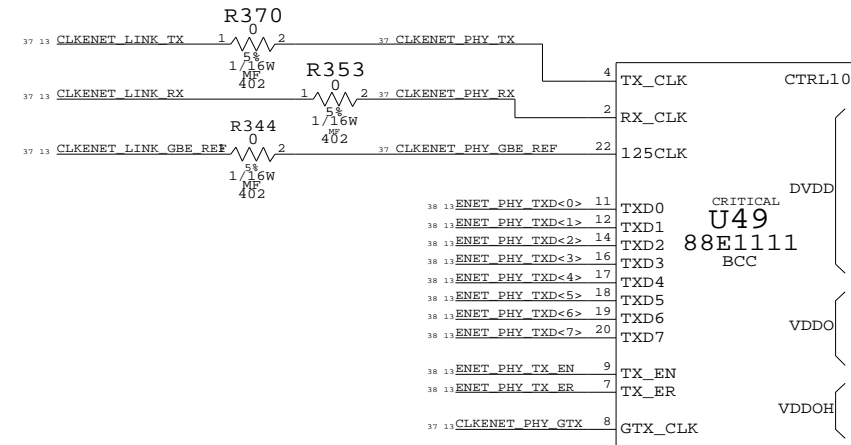 R370
0
37 13 CLKENET_LINK_TX 1 2 37 CLKENET_PHY_TX
5%
1/16W
MF
402
R353
0
37 13 CLKENET_LINK_RX 1 2 37 CLKENET_PHY_RX
5%
1/16W
MF
402
R344
0
37 13 CLKENET_LINK_GBE_REF 2 37 CLKENET_PHY_GBE_REF
5%
1/16W
MF
402
4 TX_CLK CTRL10
2 RX_CLK
22 125CLK
DVDD
38 13 ENET_PHY_TXD<0> 11 TXD0
38 13 ENET_PHY_TXD<1> 12 TXD1
38 13 ENET_PHY_TXD<2> 14 TXD2
38 13 ENET_PHY_TXD<3> 16 TXD3
38 13 ENET_PHY_TXD<4> 17 TXD4
38 13 ENET_PHY_TXD<5> 18 TXD5
38 13 ENET_PHY_TXD<6> 19 TXD6
38 13 ENET_PHY_TXD<7> 20 TXD7
CRITICAL
U49
88E1111
BCC
VDDO
38 13 ENET_PHY_TX_EN 9 TX_EN
38 13 ENET_PHY_TX_ER 7 TX_ER
VDDOH
37 13 CLKENET_PHY_GTX 8 GTX_CLK